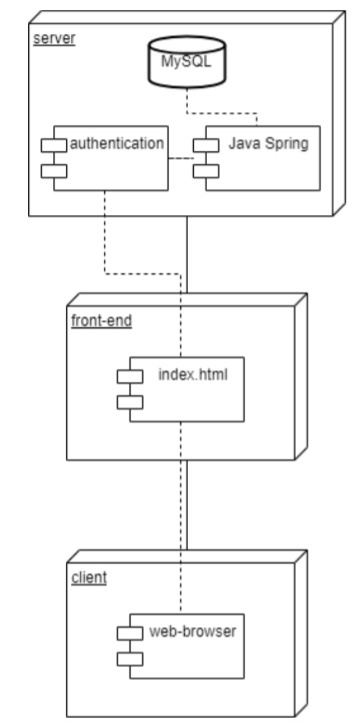 server
MySQL
authentication
Java Spring
front-end
index.html
client
web-browser